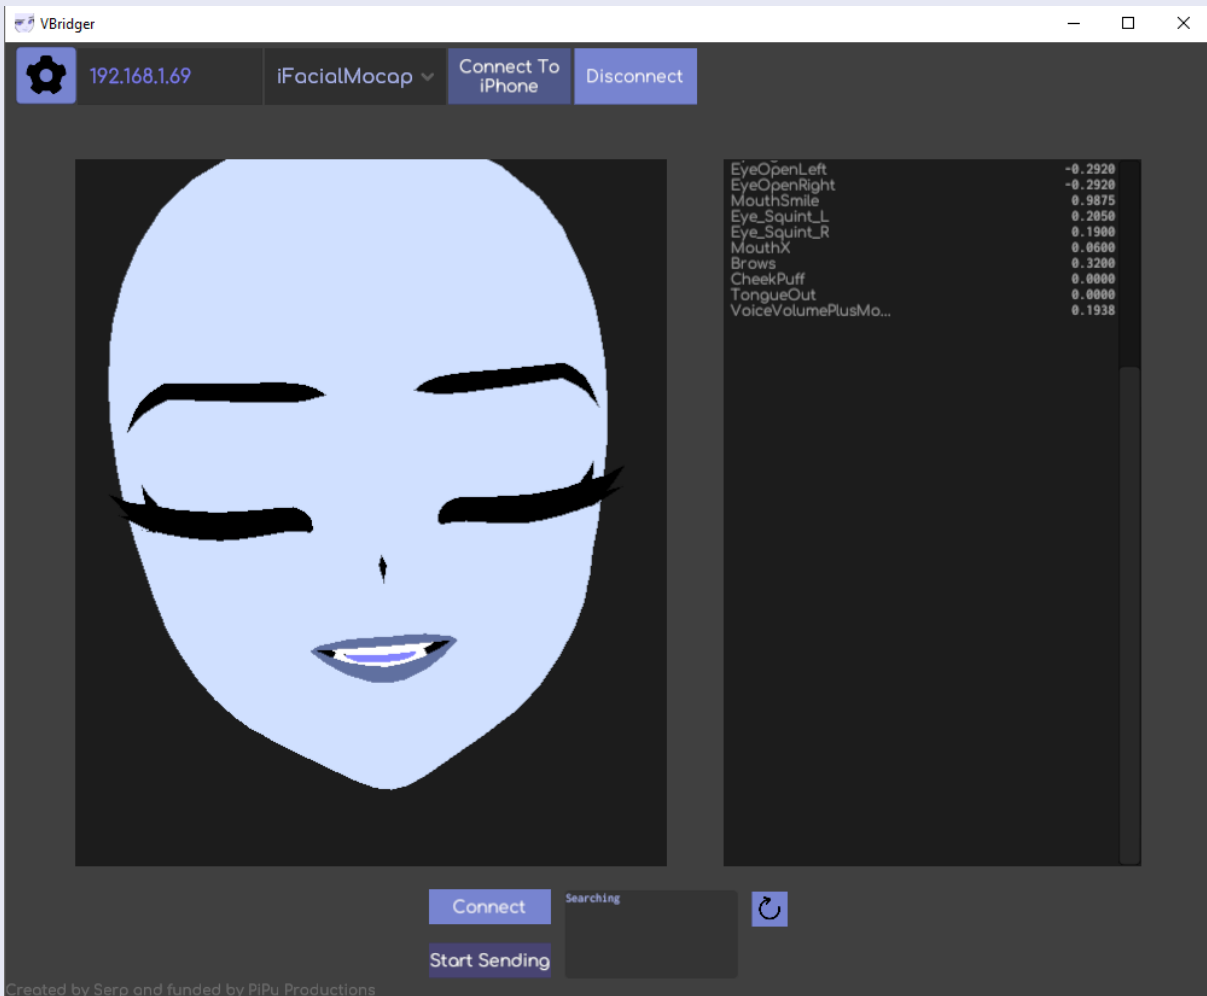 VBridger
192.168.1.69
iFacialMocap
Connect To
iPhone
Disconnect
EyeOpenLeft -0.2920
EyeOpenRight -0.2920
MouthSmile 0.9875
Eye_Squint_L 0.2050
Eye_Squint_R 0.1900
MouthX 0.0600
Brows 0.3200
CheekPuff 0.0000
TongueOut 0.0000
VoiceVolumePlusMo... 0.1938
Connect
Searching
Start Sending
Created by Serp and funded by PiPu Productions